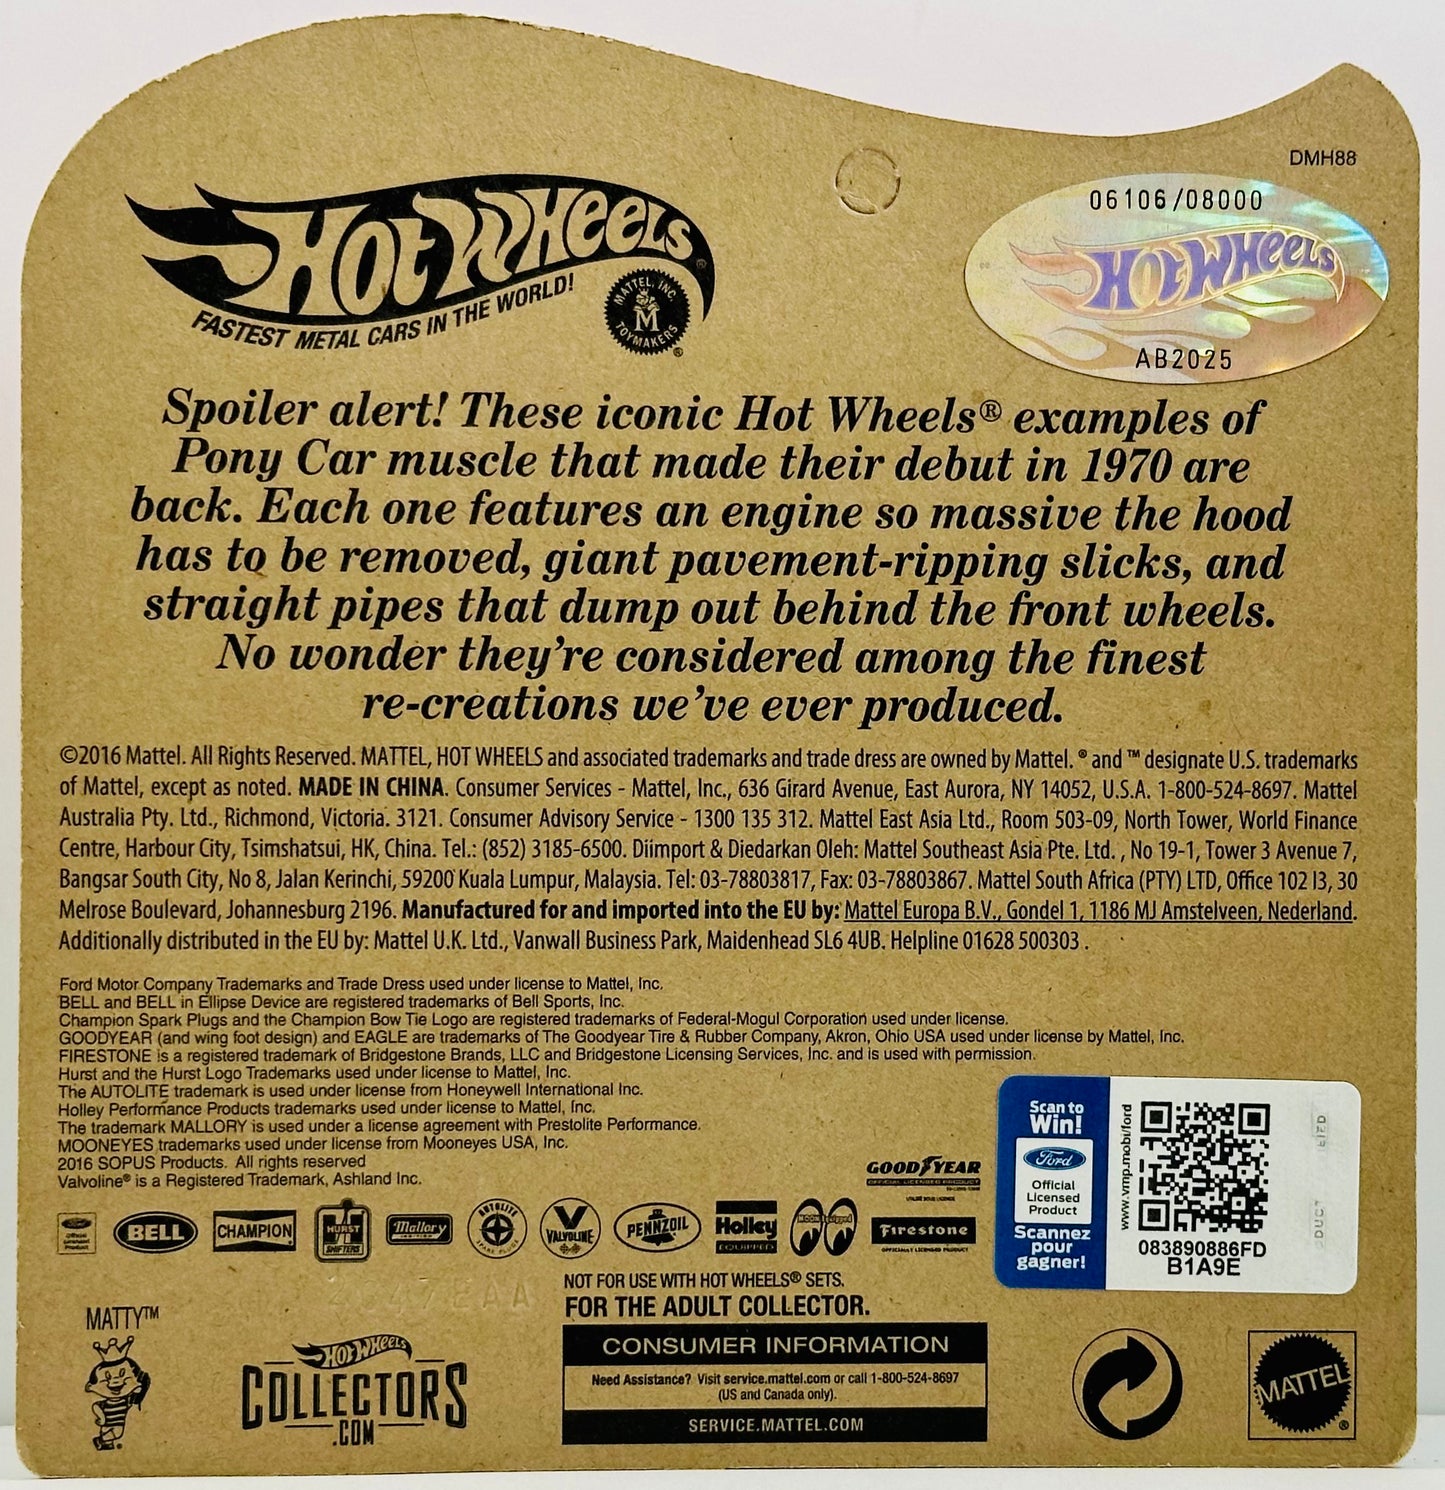 DMH88
06106/08000
HOT WHEELS
AB2025
HOT WHEELS®
FASTEST METAL CARS IN THE WORLD!
MATTEL, INC.
M
TOYMAKERS®
Spoiler alert! These iconic Hot Wheels® examples of
Pony Car muscle that made their debut in 1970 are
back. Each one features an engine so massive the hood
has to be removed, giant pavement-ripping slicks, and
straight pipes that dump out behind the front wheels.
No wonder they're considered among the finest
re-creations we've ever produced.
©2016 Mattel. All Rights Reserved. MATTEL, HOT WHEELS and associated trademarks and trade dress are owned by Mattel. ® and ™ designate U.S. trademarks
of Mattel, except as noted. MADE IN CHINA. Consumer Services - Mattel, Inc., 636 Girard Avenue, East Aurora, NY 14052, U.S.A. 1-800-524-8697. Mattel
Australia Pty. Ltd., Richmond, Victoria. 3121. Consumer Advisory Service - 1300 135 312. Mattel East Asia Ltd., Room 503-09, North Tower, World Finance
Centre, Harbour City, Tsimshatsui, HK, China. Tel.: (852) 3185-6500. Diimport & Diedarkan Oleh: Mattel Southeast Asia Pte. Ltd. , No 19-1, Tower 3 Avenue 7,
Bangsar South City, No 8, Jalan Kerinchi, 59200 Kuala Lumpur, Malaysia. Tel: 03-78803817, Fax: 03-78803867. Mattel South Africa (PTY) LTD, Office 102 I3, 30
Melrose Boulevard, Johannesburg 2196. Manufactured for and imported into the EU by: Mattel Europa B.V., Gondel 1, 1186 MJ Amstelveen, Nederland.
Additionally distributed in the EU by: Mattel U.K. Ltd., Vanwall Business Park, Maidenhead SL6 4UB. Helpline 01628 500303 .
Ford Motor Company Trademarks and Trade Dress used under license to Mattel, Inc.
BELL and BELL in Ellipse Device are registered trademarks of Bell Sports, Inc.
Champion Spark Plugs and the Champion Bow Tie Logo are registered trademarks of Federal-Mogul Corporation used under license.
GOODYEAR (and wing foot design) and EAGLE are trademarks of The Goodyear Tire & Rubber Company, Akron, Ohio USA used under license by Mattel, Inc.
FIRESTONE is a registered trademark of Bridgestone Brands, LLC and Bridgestone Licensing Services, Inc. and is used with permission.
Hurst and the Hurst Logo Trademarks used under license to Mattel, Inc.
The AUTOLITE trademark is used under license from Honeywell International Inc.
Holley Performance Products trademarks used under license to Mattel, Inc.
The trademark MALLORY is used under a license agreement with Prestolite Performance.
MOONEYES trademarks used under license from Mooneyes USA, Inc.
2016 SOPUS Products. All rights reserved
Valvoline® is a Registered Trademark, Ashland Inc.
GOODYEAR
OFFICIAL LICENSED PRODUCT
Scan to
Win!
Ford
Official
Licensed
Product
Scannez
pour
gagner!
www.vmp.mobi/ford
083890886FD
B1A9E
Ford
Official
Licensed
Product
BELL
CHAMPION
HURST
SHIFTERS
Mallory
IGNITION
AUTOLITE
SPARK PLUGS
V
VALVOLINE
PENNZOIL
Holley
EQUIPPED
MOON Equipped
Firestone
OFFICIALLY LICENSED PRODUCT
NOT FOR USE WITH HOT WHEELS® SETS.
FOR THE ADULT COLLECTOR.
MATTY™
HOT WHEELS
COLLECTORS
.COM
CONSUMER INFORMATION
Need Assistance? Visit service.mattel.com or call 1-800-524-8697
(US and Canada only).
SERVICE.MATTEL.COM
MATTEL®